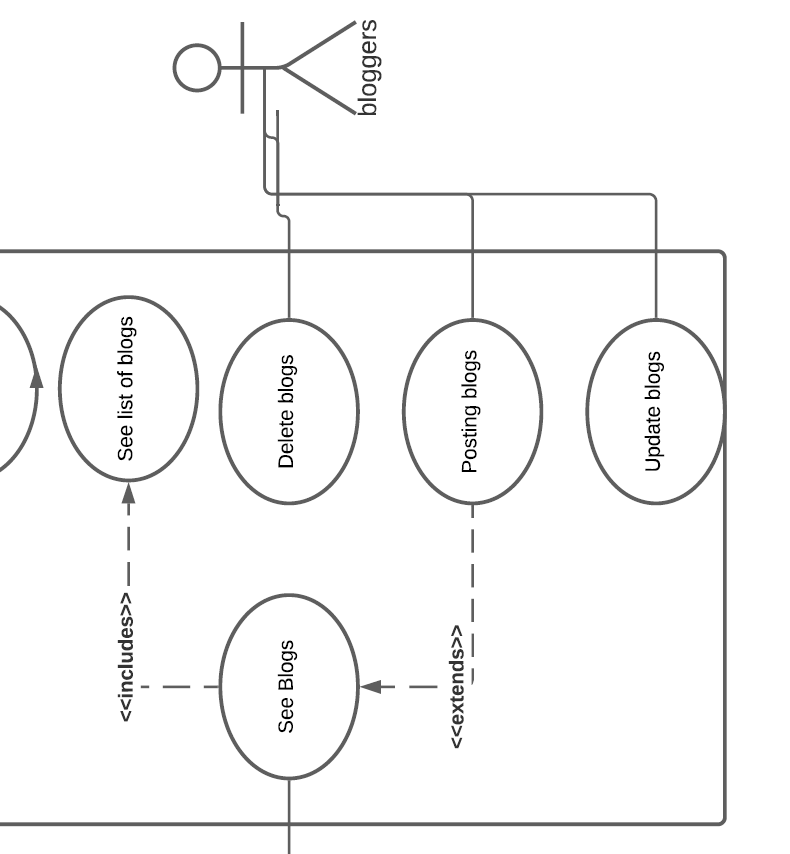 bloggers
See list of blogs
Delete blogs
Posting blogs
Update blogs
<<includes>>
See Blogs
<<extends>>